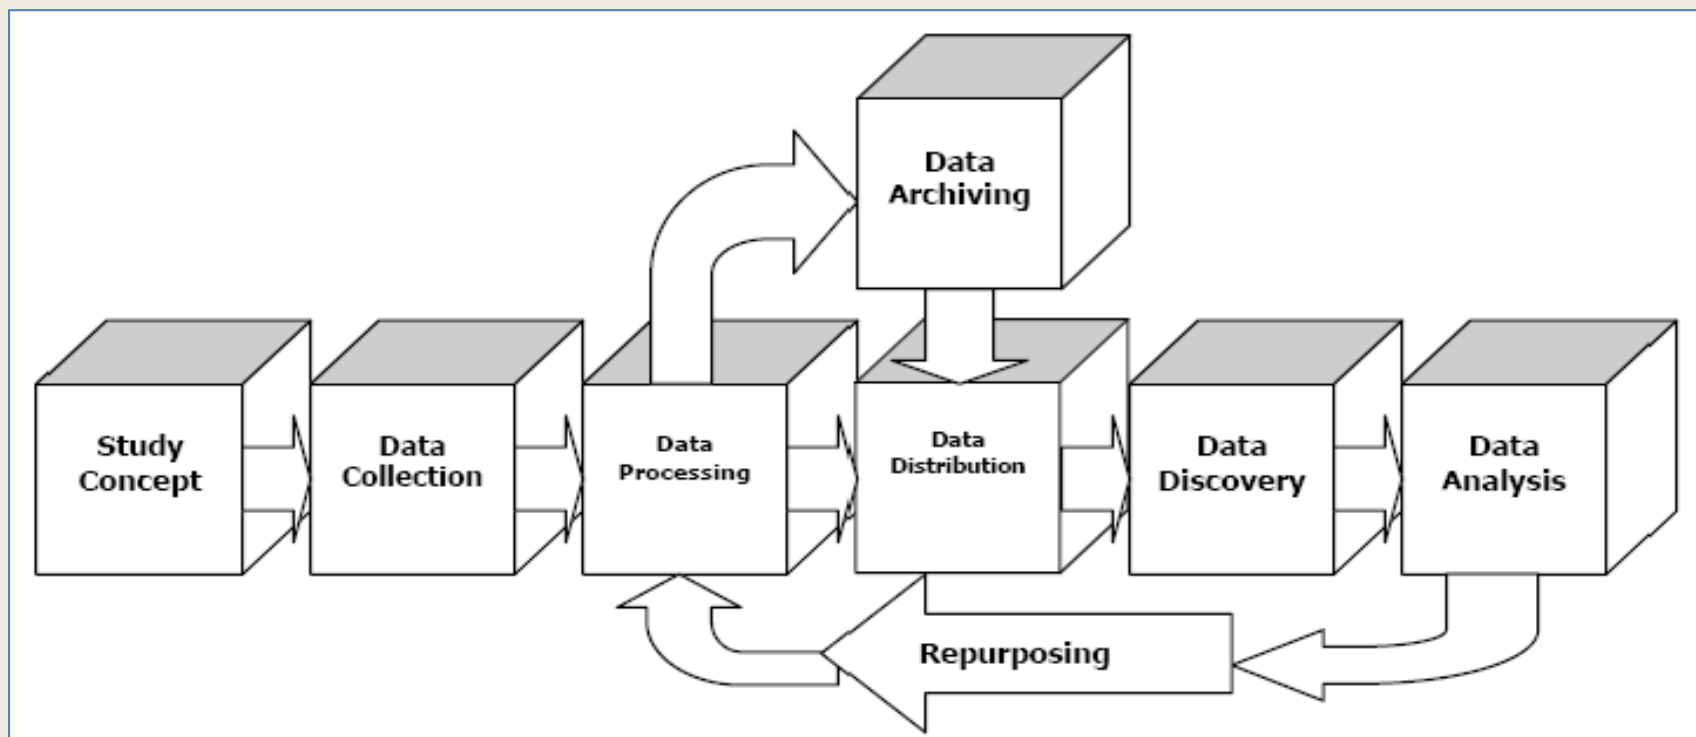 Data
Archiving
Study
Concept
Data
Collection
Data
Processing
Data
Distribution
Data
Discovery
Data
Analysis
Repurposing